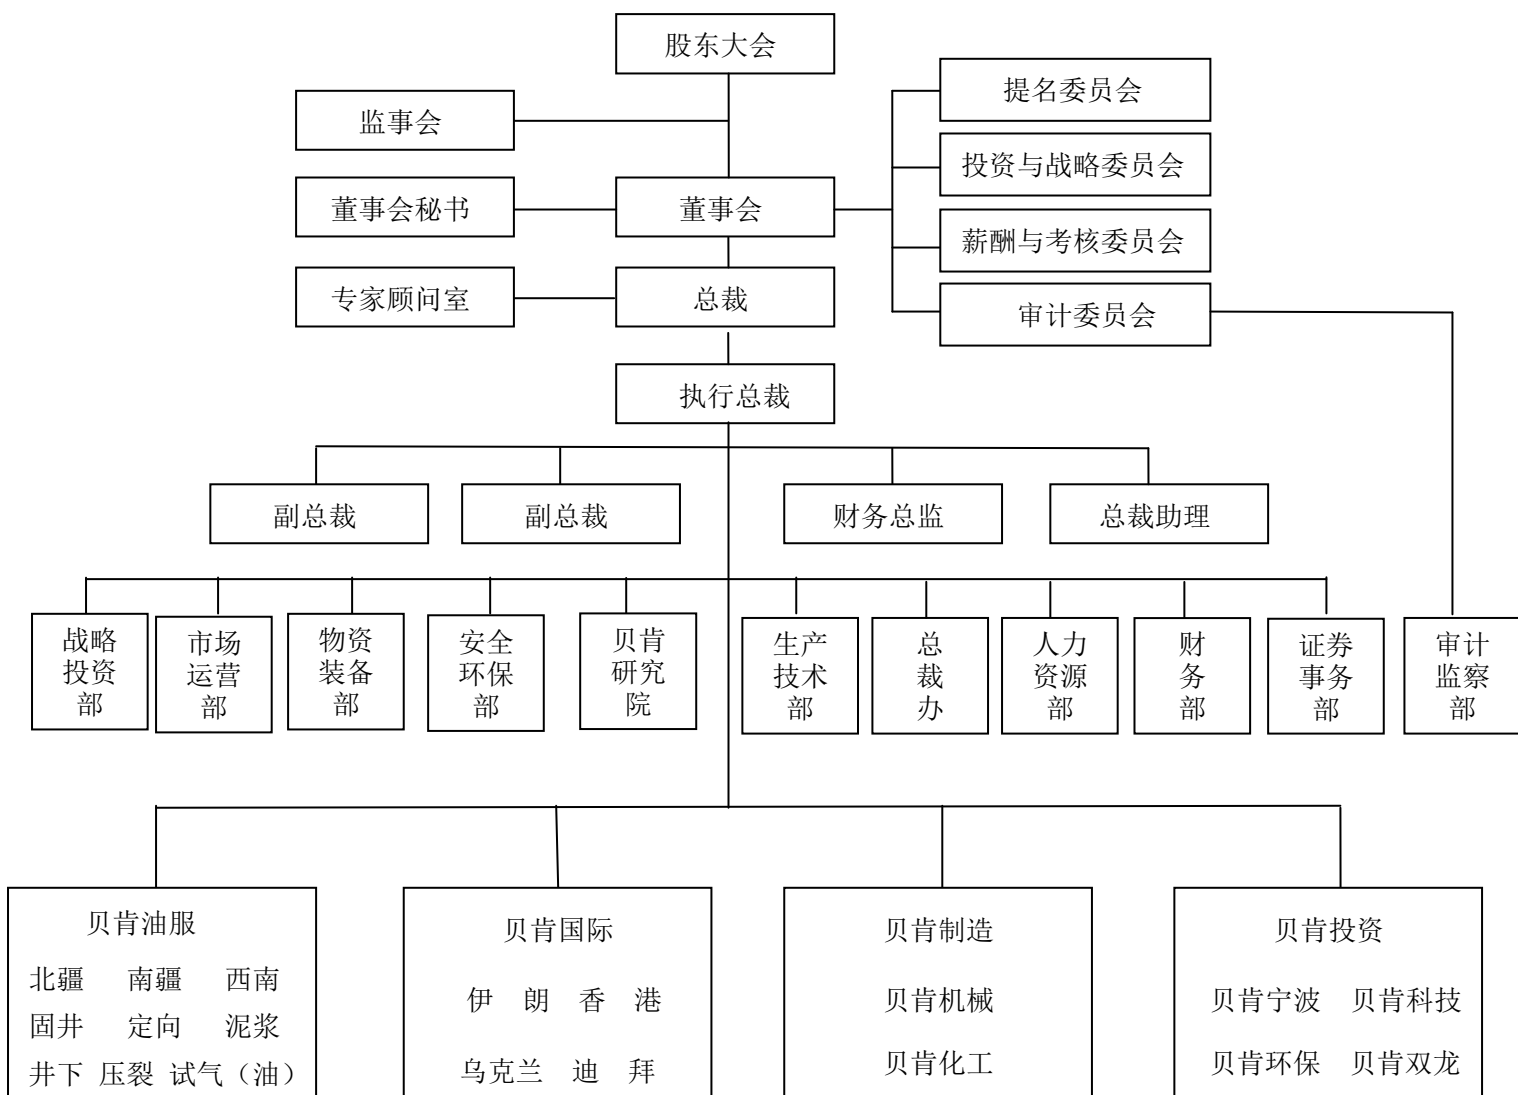 股东大会
监事会
提名委员会
投资与战略委员会
董事会秘书
董事会
薪酬与考核委员会
专家顾问室
总裁
审计委员会
执行总裁
副总裁
副总裁
财务总监
总裁助理
战略
投资
部
市场
运营
部
物资
装备
部
安全
环保
部
贝肯
研究
院
生产
技术
部
总
裁
办
人力
资源
部
财
务
部
证券
事务
部
审计
监察
部
贝肯油服
北疆 南疆 西南
固井 定向 泥浆
井下 压裂 试气（油）
贝肯国际
伊 朗 香 港
乌克兰 迪 拜
贝肯制造
贝肯机械
贝肯化工
贝肯投资
贝肯宁波 贝肯科技
贝肯环保 贝肯双龙